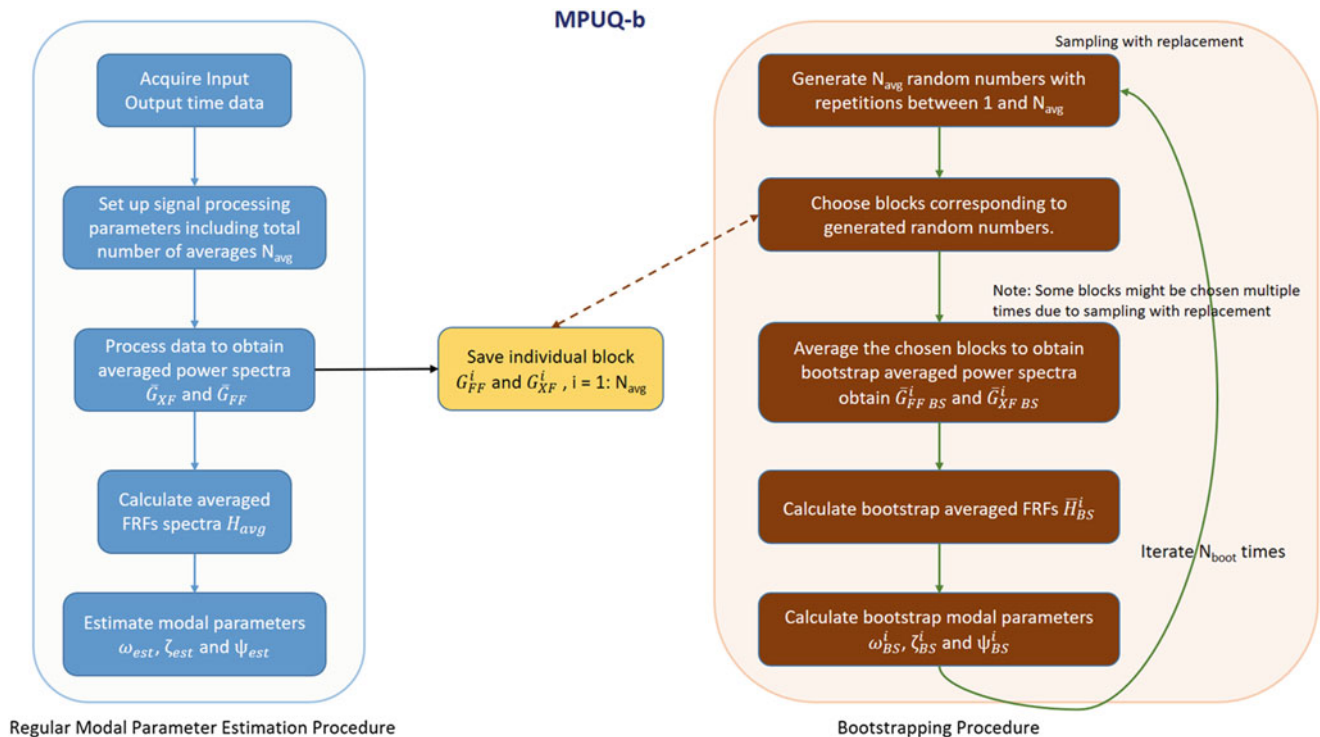 MPUQ-b
Acquire Input
Output time data
Set up signal processing
parameters including total
number of averages N_avg
Process data to obtain
averaged power spectra
G̅_XF and G̅_FF
Calculate averaged
FRFs spectra H_avg
Estimate modal parameters
ω_est, ζ_est and ψ_est
Regular Modal Parameter Estimation Procedure
Save individual block
G^i_FF and G^i_XF , i = 1: N_avg
Sampling with replacement
Generate N_avg random numbers with
repetitions between 1 and N_avg
Choose blocks corresponding to
generated random numbers.
Note: Some blocks might be chosen multiple
times due to sampling with replacement
Average the chosen blocks to obtain
bootstrap averaged power spectra
obtain G̅^i_FF BS and G̅^i_XF BS
Calculate bootstrap averaged FRFs H̅^i_BS
Iterate N_boot times
Calculate bootstrap modal parameters
ω^i_BS, ζ^i_BS and ψ^i_BS
Bootstrapping Procedure